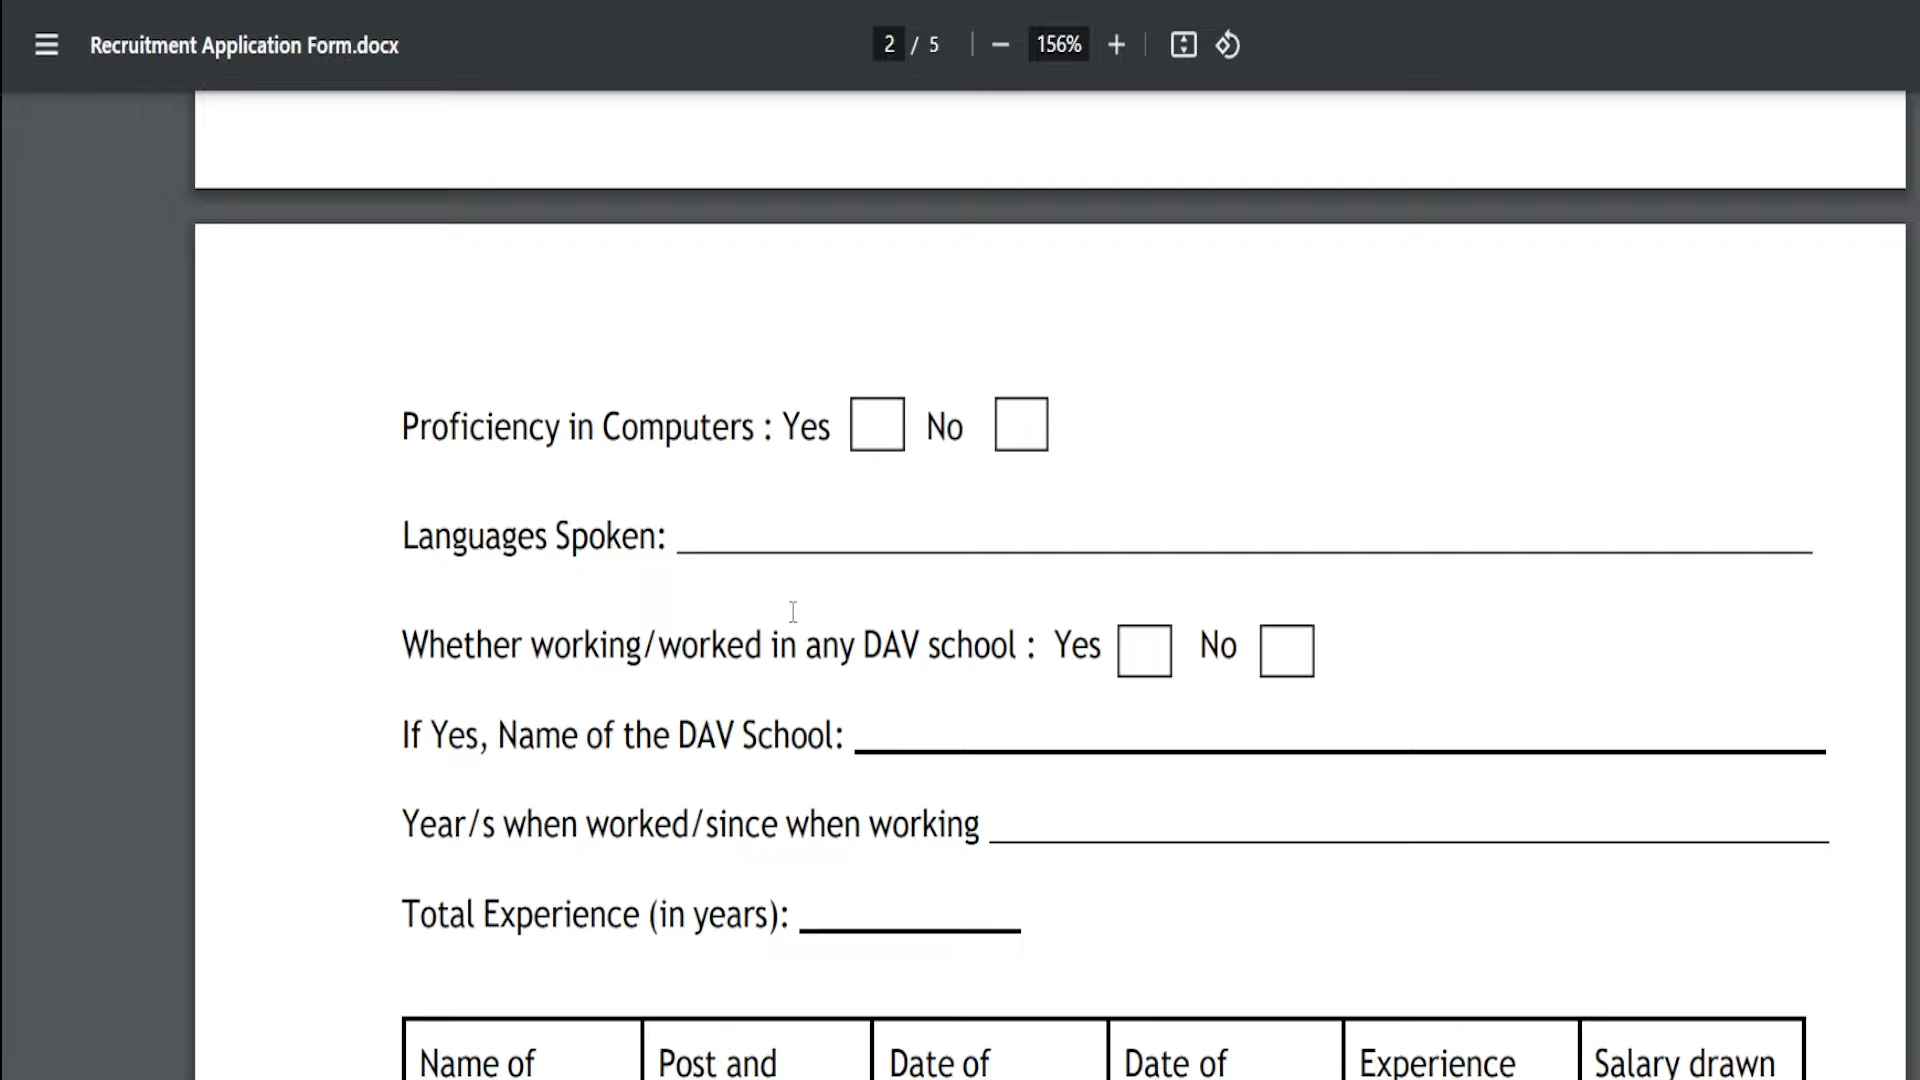 Recruitment Application Form.docx
2 / 5
156%
Proficiency in Computers : Yes No
Languages Spoken:
Whether working/worked in any DAV school : Yes No
If Yes, Name of the DAV School:
Year/s when worked/since when working
Total Experience (in years):
Name of Post and Date of Date of Experience Salary drawn